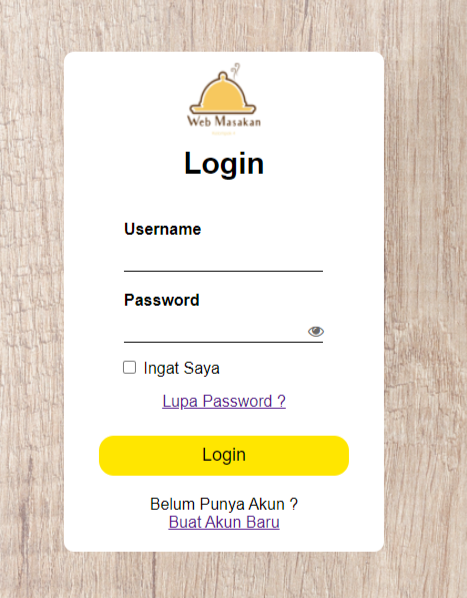 Web Masakan
Login
Username
Password
Ingat Saya
Lupa Password ?
Login
Belum Punya Akun ?
Buat Akun Baru